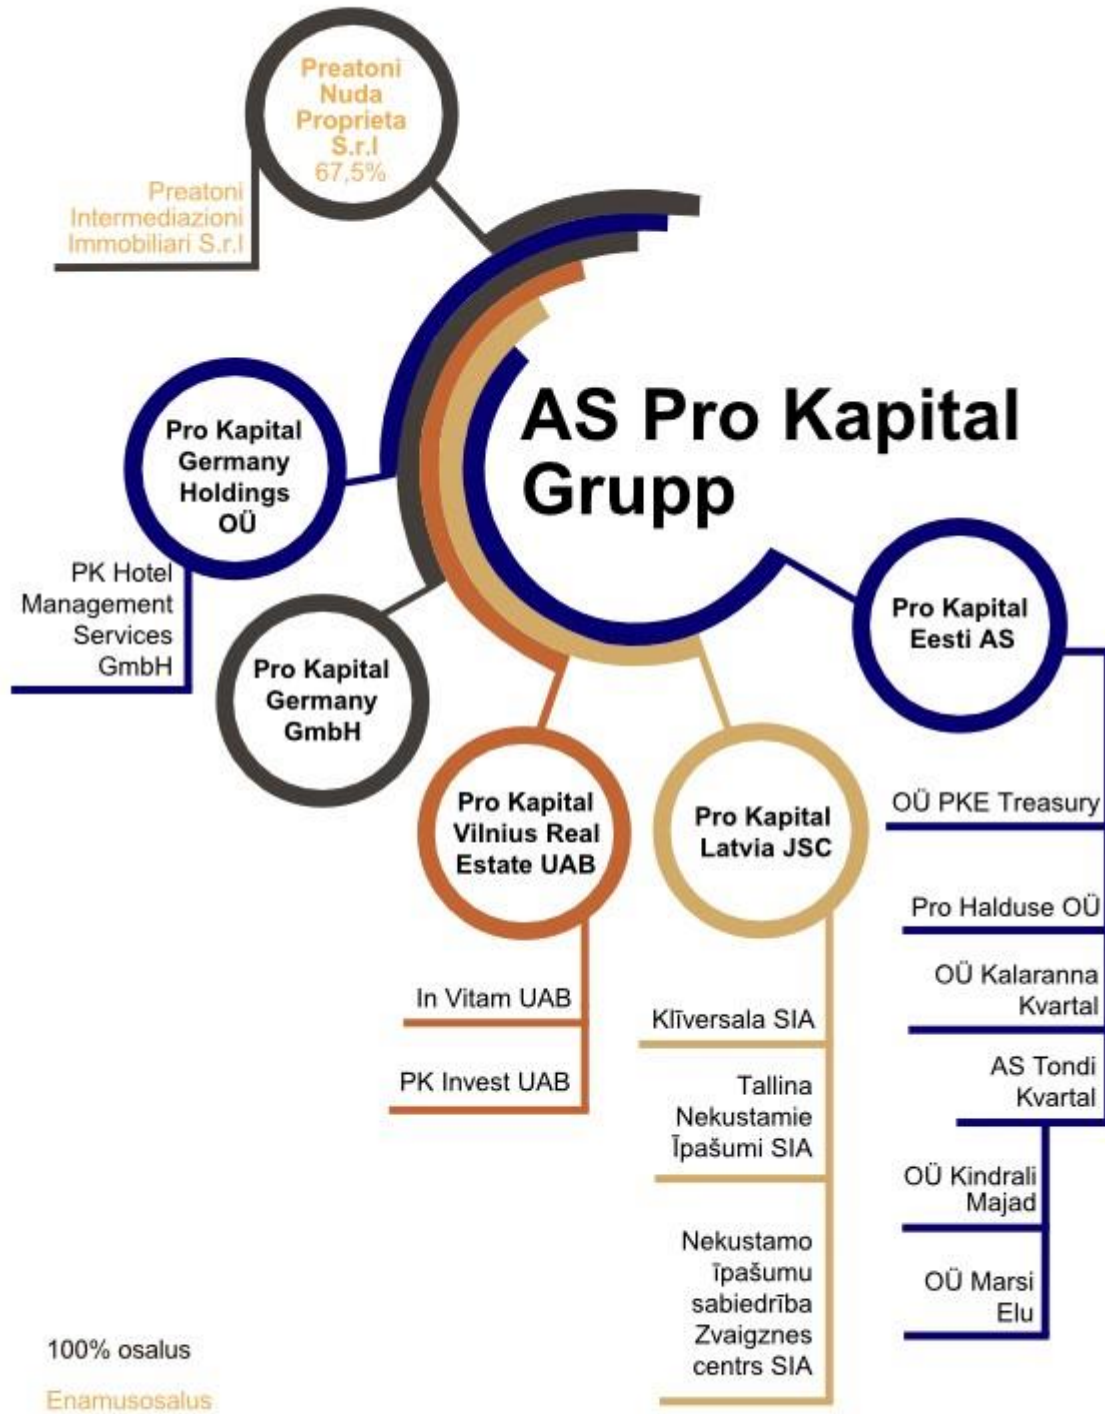 Preatoni
Nuda
Proprieta
S.r.l
67,5%
Preatoni
Intermediazioni
Immobiliari S.r.l
AS Pro Kapital
Grupp
Pro Kapital
Germany
Holdings
OÜ
PK Hotel
Management
Services
GmbH
Pro Kapital
Germany
GmbH
Pro Kapital
Vilnius Real
Estate UAB
In Vitam UAB
PK Invest UAB
Pro Kapital
Latvia JSC
Klīversala SIA
Tallina
Nekustamie
Īpašumi SIA
Nekustamo
īpašumu
sabiedrība
Zvaigznes
centrs SIA
Pro Kapital
Eesti AS
OÜ PKE Treasury
Pro Halduse OÜ
OÜ Kalaranna
Kvartal
AS Tondi
Kvartal
OÜ Kindrali
Majad
OÜ Marsi
Elu
100% osalus
Enamusosalus